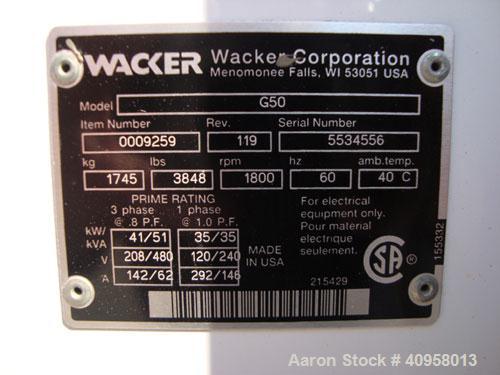 WACKER Wacker Corporation
Menomonee Falls, WI 53051 USA
Model G50
Item Number Rev. Serial Number
0009259 119 5534556
kg lbs rpm hz amb.temp.
1745 3848 1800 60 40 C
PRIME RATING
3 phase 1 phase
@ .8 P.F. @ 1.0 P.F.
kW/kVA 41/51 35/35
V 208/480 120/240
A 142/62 292/146
MADE IN USA
For electrical
equipment only.
Pour material
electrique
seulement.
SA
®
155332
215429
Aaron Stock # 40958013